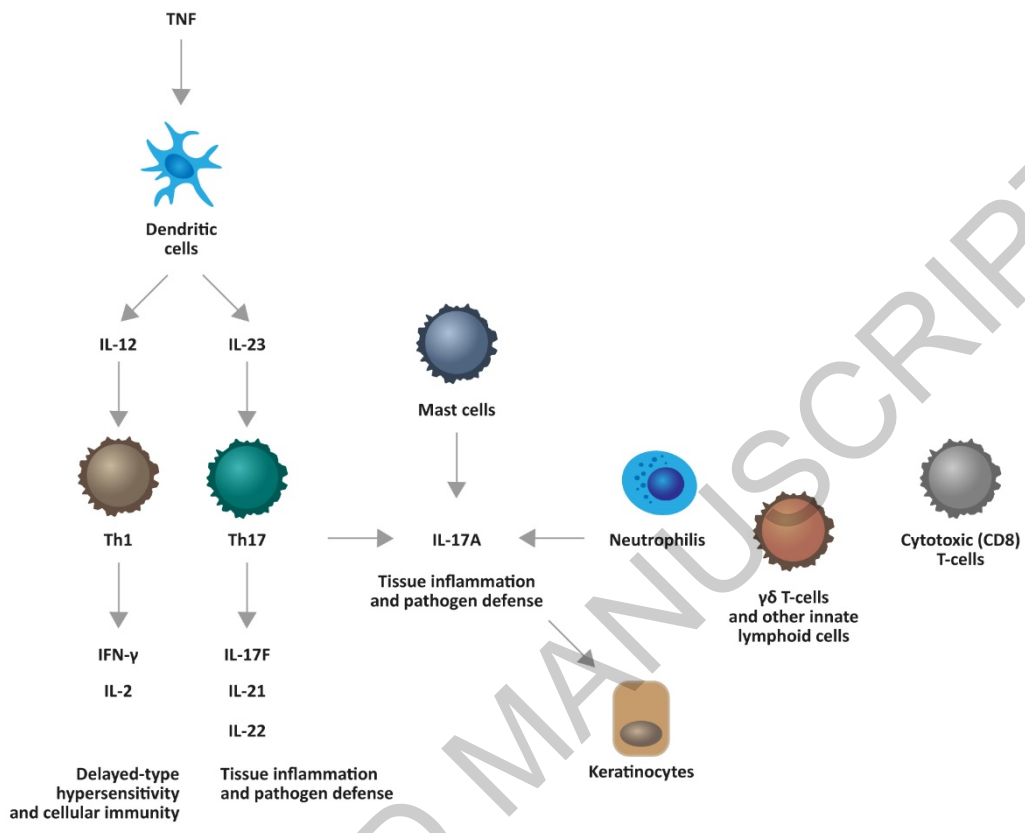 TNF
Dendritic
cells
IL-12
IL-23
Mast cells
Th1
Th17
IL-17A
Neutrophilis
Cytotoxic (CD8)
T-cells
Tissue inflammation
and pathogen defense
γδ T-cells
and other innate
lymphoid cells
IFN-γ
IL-17F
IL-2
IL-21
IL-22
Keratinocytes
Delayed-type
hypersensitivity
and cellular immunity
Tissue inflammation
and pathogen defense
D MANUSCRIPT